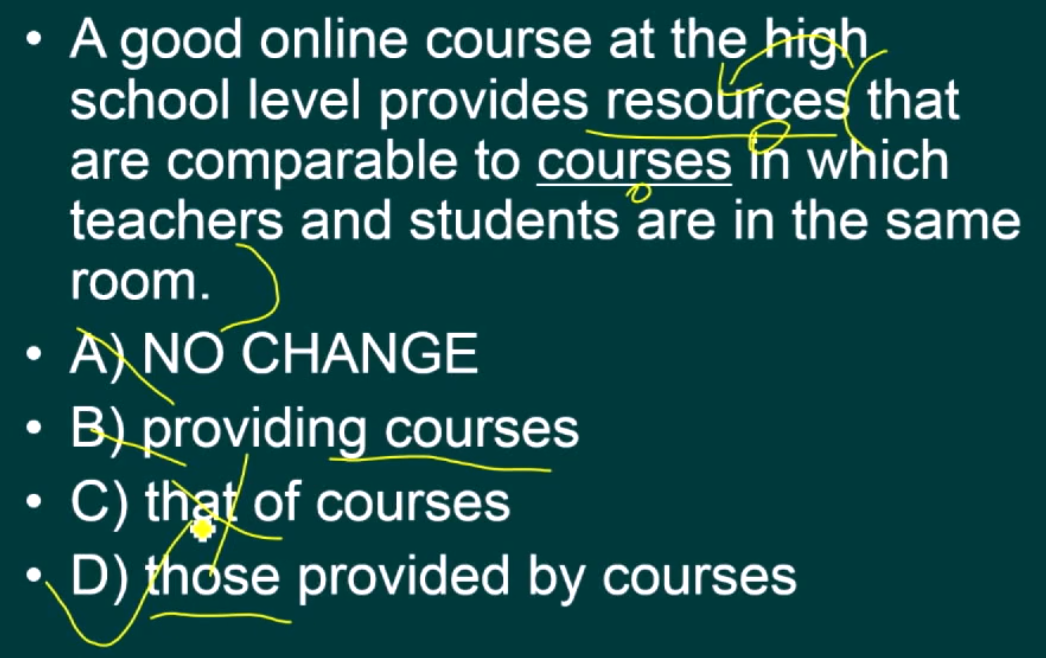 • A good online course at the high
school level provides resources that
are comparable to courses in which
teachers and students are in the same
room.
• A) NO CHANGE
• B) providing courses
• C) that of courses
• D) those provided by courses